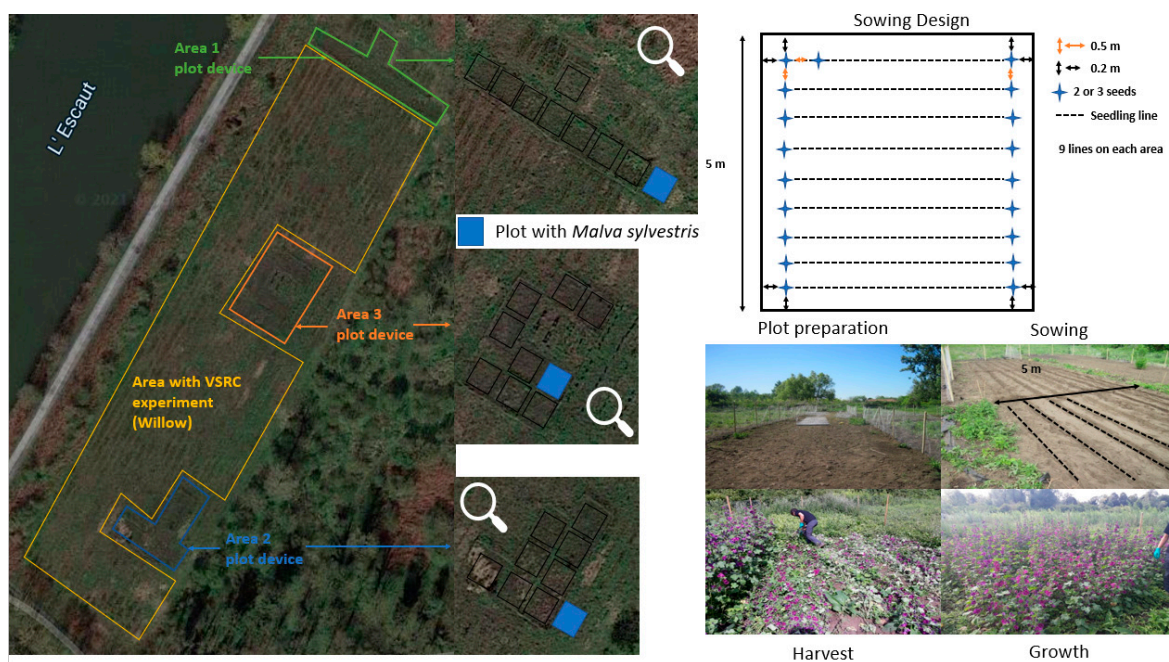 Area 1
plot device
L' Escaut
© 2021
Area 3
plot device
Area with VSRC
experiment
(Willow)
Area 2
plot device
Plot with Malva sylvestris
Sowing Design
5 m
0.5 m
0.2 m
2 or 3 seeds
Seedling line
9 lines on each area
Plot preparation
Sowing
5 m
Harvest
Growth